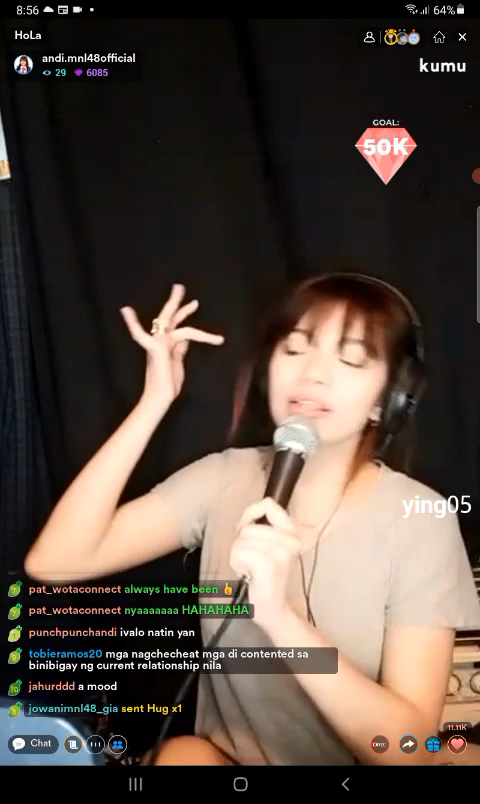 8:56
64%
HoLa
andi.mnl48official
29 6085
kumu
GOAL:
50K
ying05
pat_wotaconnect always have been
pat_wotaconnect nyaaaaaaa HAHAHAHA
punchpunchandi ivalo natin yan
tobieramos20 mga nagchecheat mga di contented sa
binibigay ng current relationship nila
jahurddd a mood
jowanimnl48_gia sent Hug x1
11.11K
Chat